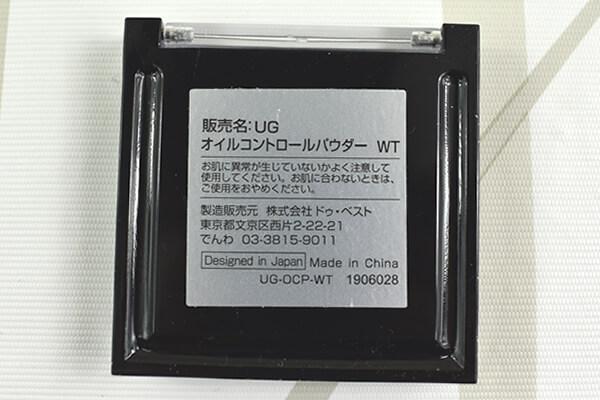 販売名:UG
オイルコントロールパウダー WT
お肌に異常が生じていないかよく注意して
使用してください。お肌に合わないときは、
ご使用をおやめください。
製造販売元 株式会社 ドゥ・ベスト
東京都文京区西片2-22-21
でんわ 03-3815-9011
Designed in Japan Made in China
UG-OCP-WT 1906028